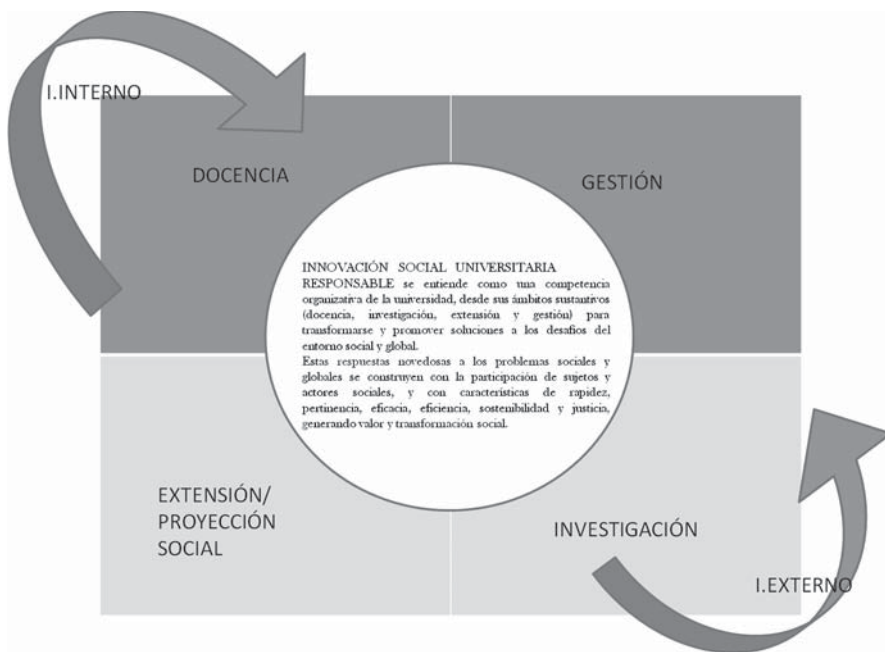 I.INTERNO
DOCENCIA
GESTIÓN
INNOVACIÓN SOCIAL UNIVERSITARIA
RESPONSABLE se entiende como una competencia
organizativa de la universidad, desde sus ámbitos sustantivos
(docencia, investigación, extensión y gestión) para
transformarse y promover soluciones a los desafíos del
entorno social y global.
Estas respuestas novedosas a los problemas sociales y
globales se construyen con la participación de sujetos y
actores sociales, y con características de rapidez,
pertinencia, eficacia, eficiencia, sostenibilidad y justicia,
generando valor y transformación social.
EXTENSIÓN/
PROYECCIÓN
SOCIAL
INVESTIGACIÓN
I.EXTERNO